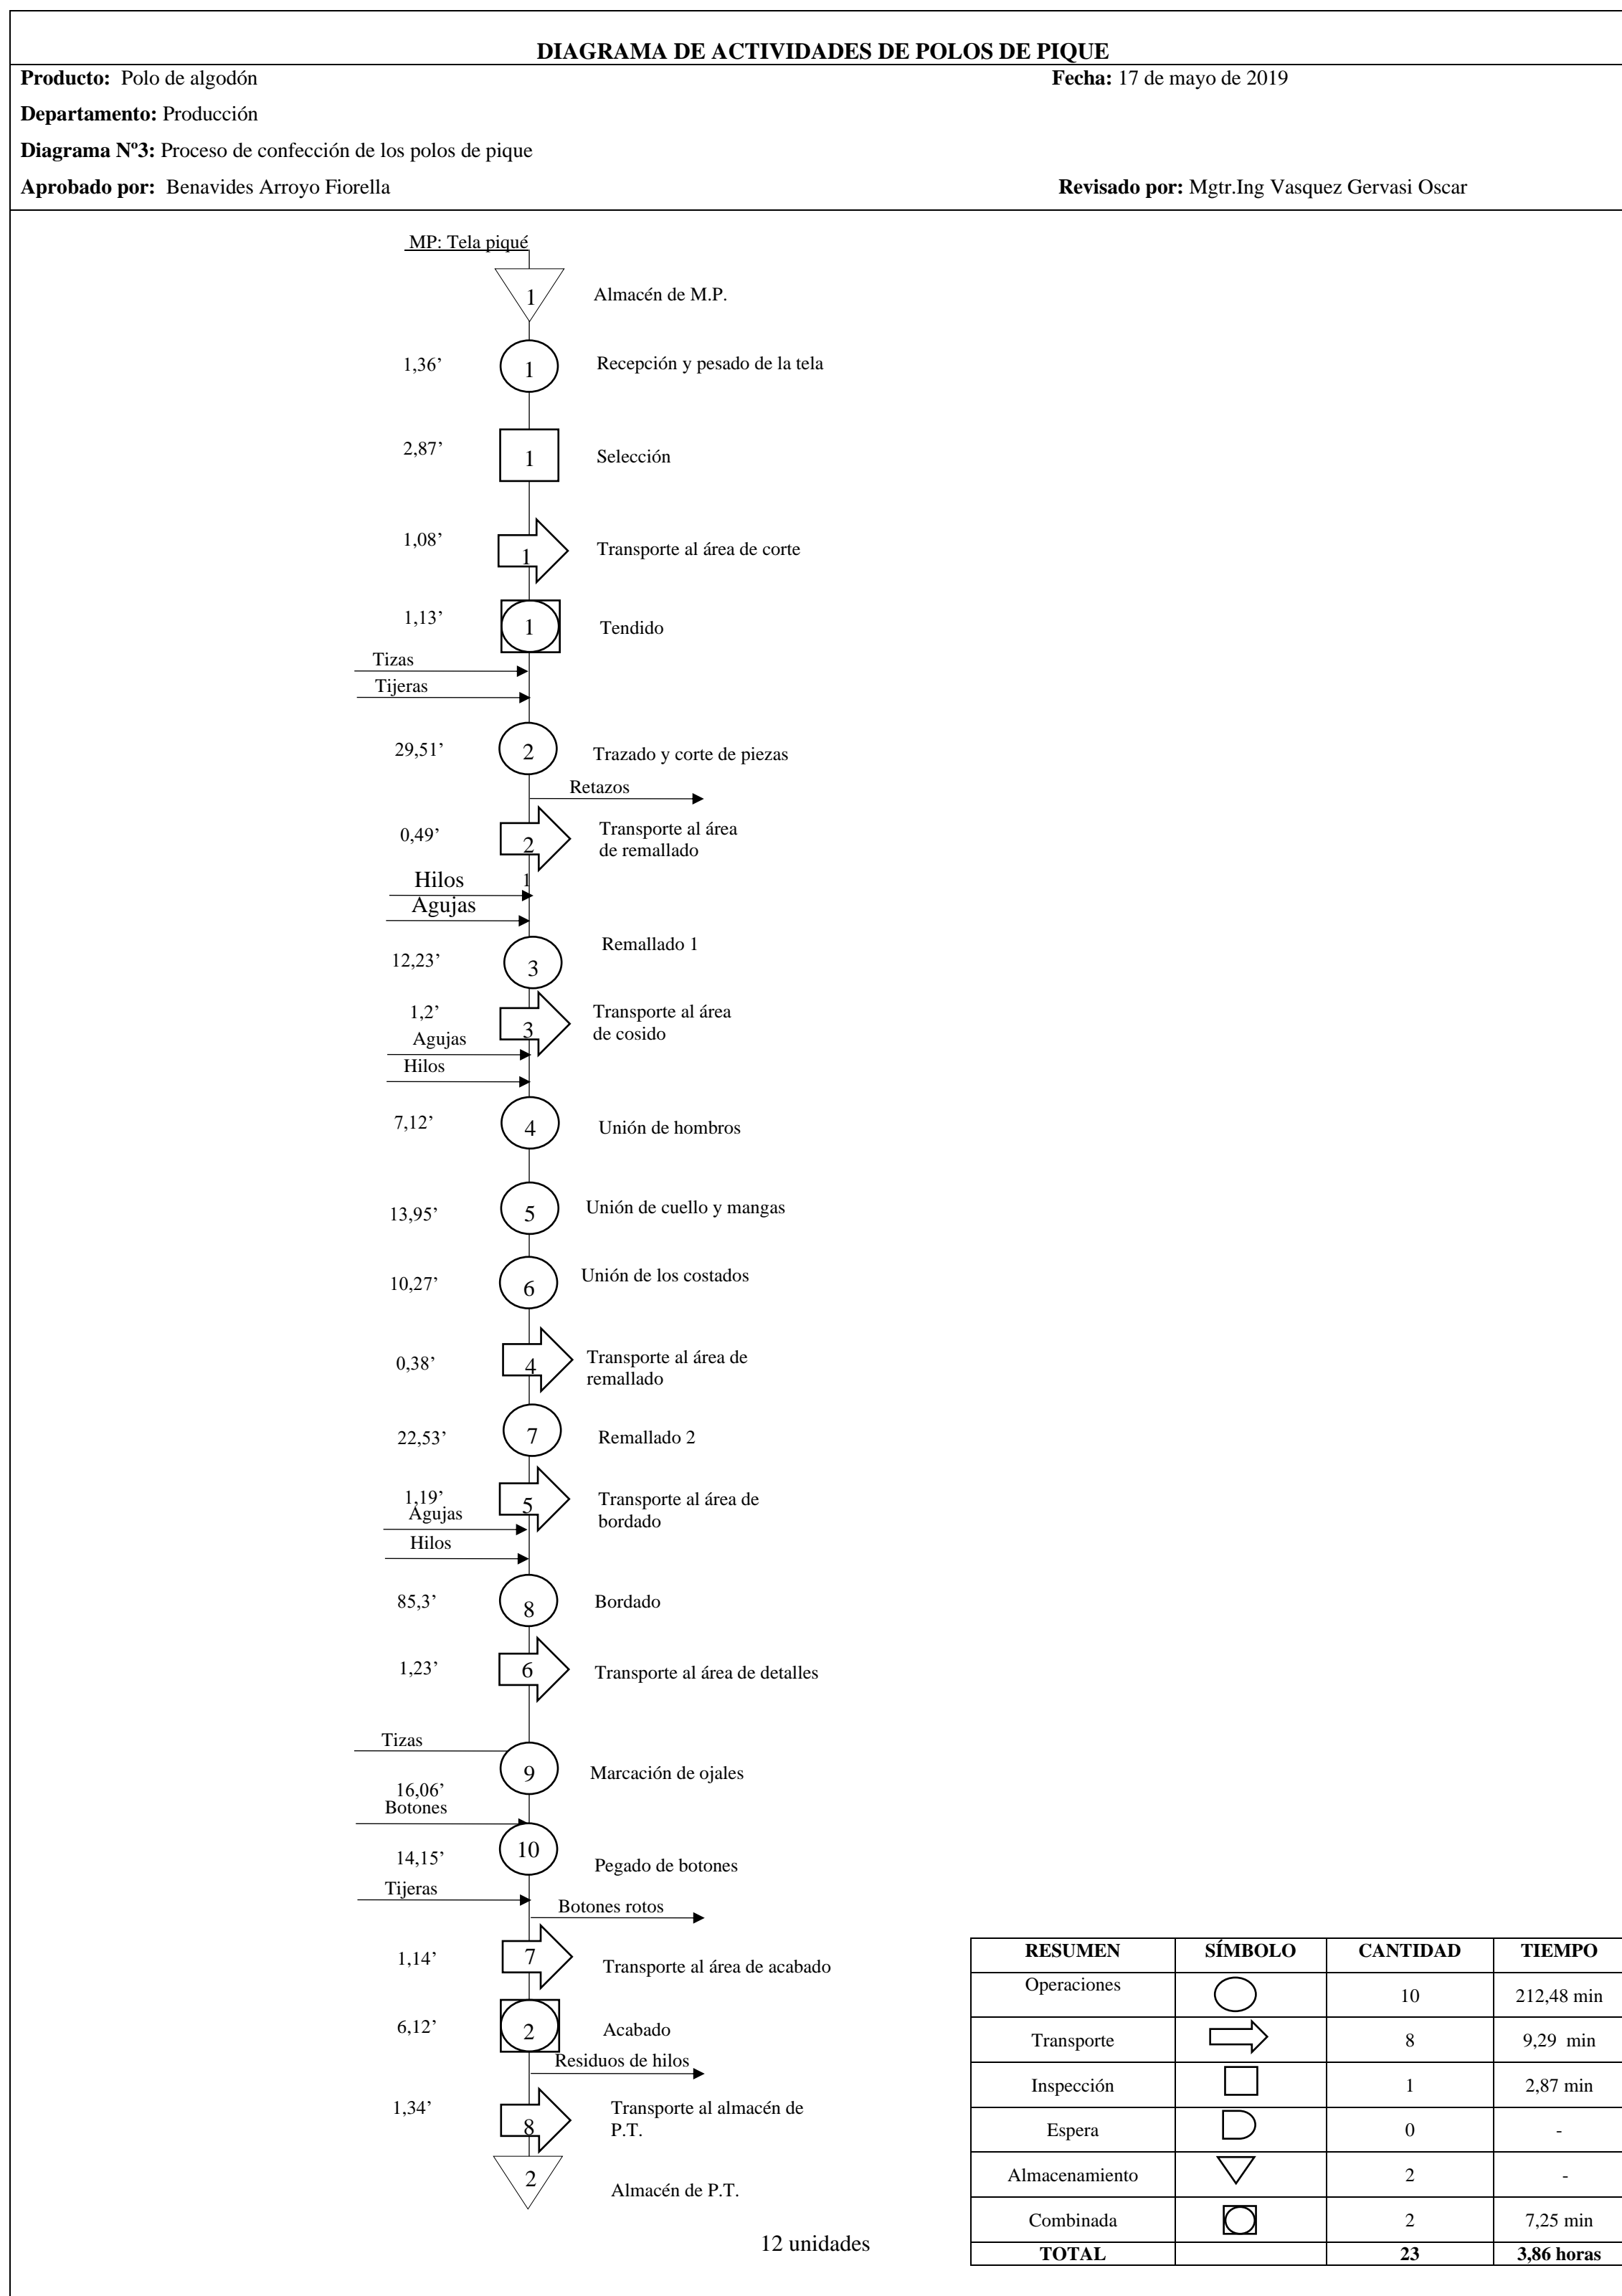 DIAGRAMA DE ACTIVIDADES DE POLOS DE PIQUE
Producto: Polo de algodón
Fecha: 17 de mayo de 2019
Departamento: Producción
Diagrama Nº3: Proceso de confección de los polos de pique
Aprobado por: Benavides Arroyo Fiorella
Revisado por: Mgtr.Ing Vasquez Gervasi Oscar
MP: Tela piqué
1
Almacén de M.P.
1,36’
1
Recepción y pesado de la tela
2,87’
1
Selección
1,08’
1
Transporte al área de corte
1,13’
1
Tendido
Tizas
Tijeras
29,51’
2
Trazado y corte de piezas
Retazos
0,49’
2
Transporte al área
de remallado
Hilos
1
Agujas
12,23’
3
Remallado 1
1,2’
3
Transporte al área
de cosido
Agujas
Hilos
7,12’
4
Unión de hombros
13,95’
5
Unión de cuello y mangas
10,27’
6
Unión de los costados
0,38’
4
Transporte al área de
remallado
22,53’
7
Remallado 2
1,19’
5
Transporte al área de
bordado
Agujas
Hilos
85,3’
8
Bordado
1,23’
6
Transporte al área de detalles
Tizas
9
Marcación de ojales
16,06’
Botones
10
14,15’
Pegado de botones
Tijeras
Botones rotos
1,14’
7
Transporte al área de acabado
6,12’
2
Acabado
Residuos de hilos
1,34’
8
Transporte al almacén de
P.T.
2
Almacén de P.T.
12 unidades
RESUMEN SÍMBOLO CANTIDAD TIEMPO
Operaciones 10 212,48 min
Transporte 8 9,29 min
Inspección 1 2,87 min
Espera 0 -
Almacenamiento 2 -
Combinada 2 7,25 min
TOTAL 23 3,86 horas